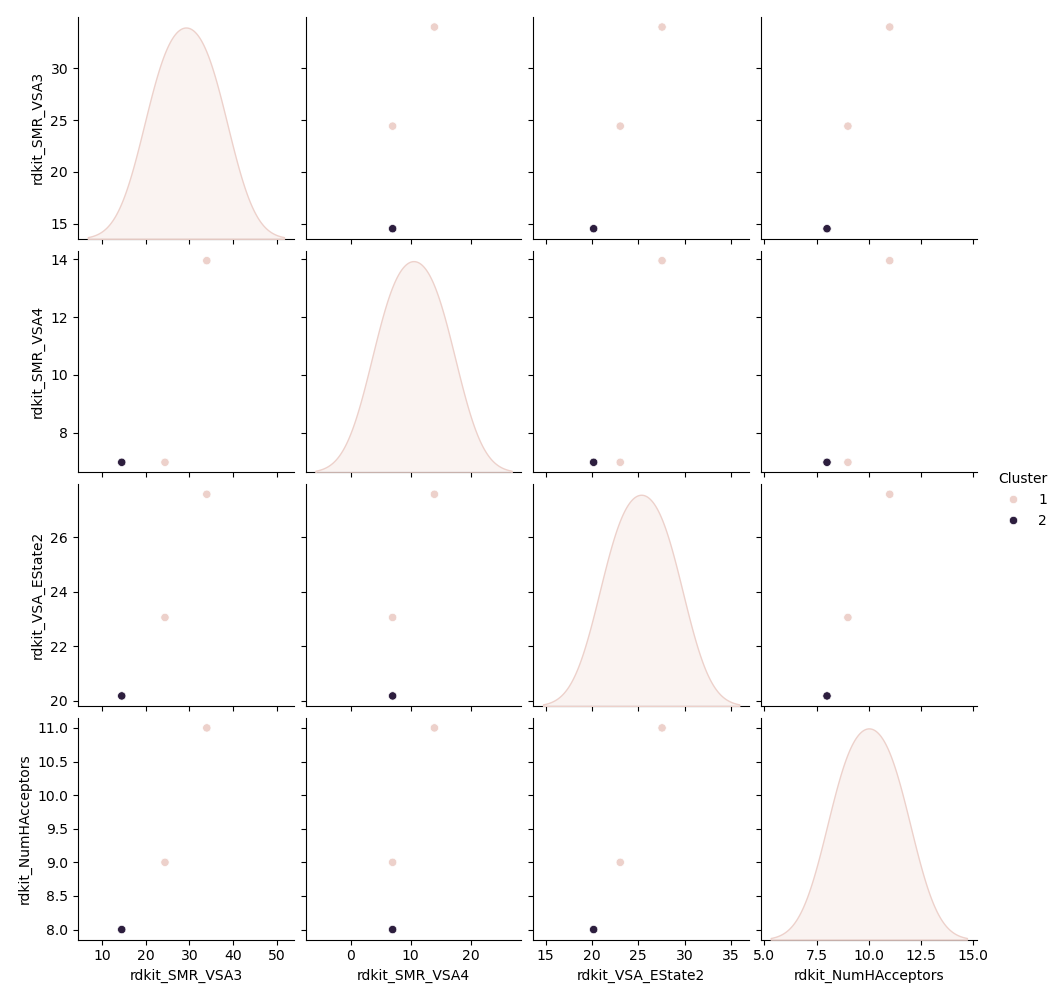 rdkit_SMR_VSA3
30
25
20
15
rdkit_SMR_VSA4
14
12
10
8
rdkit_VSA_EState2
26
24
22
20
Cluster
1
2
rdkit_NumHAcceptors
11.0
10.5
10.0
9.5
9.0
8.5
8.0
10 20 30 40 50
0 10 20
15 20 25 30 35
5.0 7.5 10.0 12.5 15.0
rdkit_SMR_VSA3
rdkit_SMR_VSA4
rdkit_VSA_EState2
rdkit_NumHAcceptors